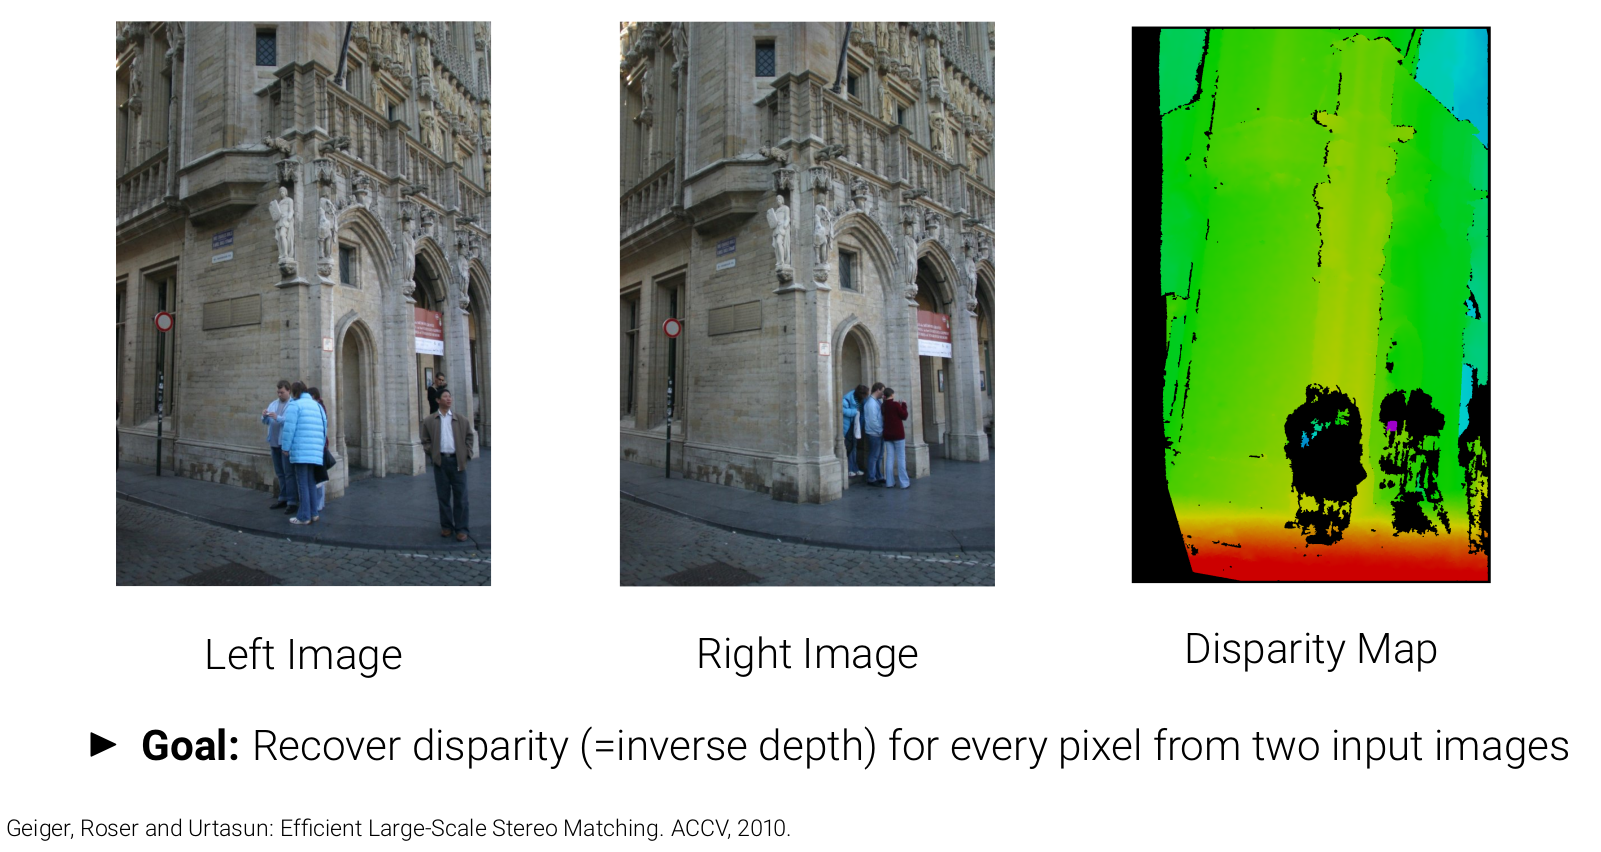 Left Image
Right Image
Disparity Map
► Goal: Recover disparity (=inverse depth) for every pixel from two input images
Geiger, Roser and Urtasun: Efficient Large-Scale Stereo Matching. ACCV, 2010.